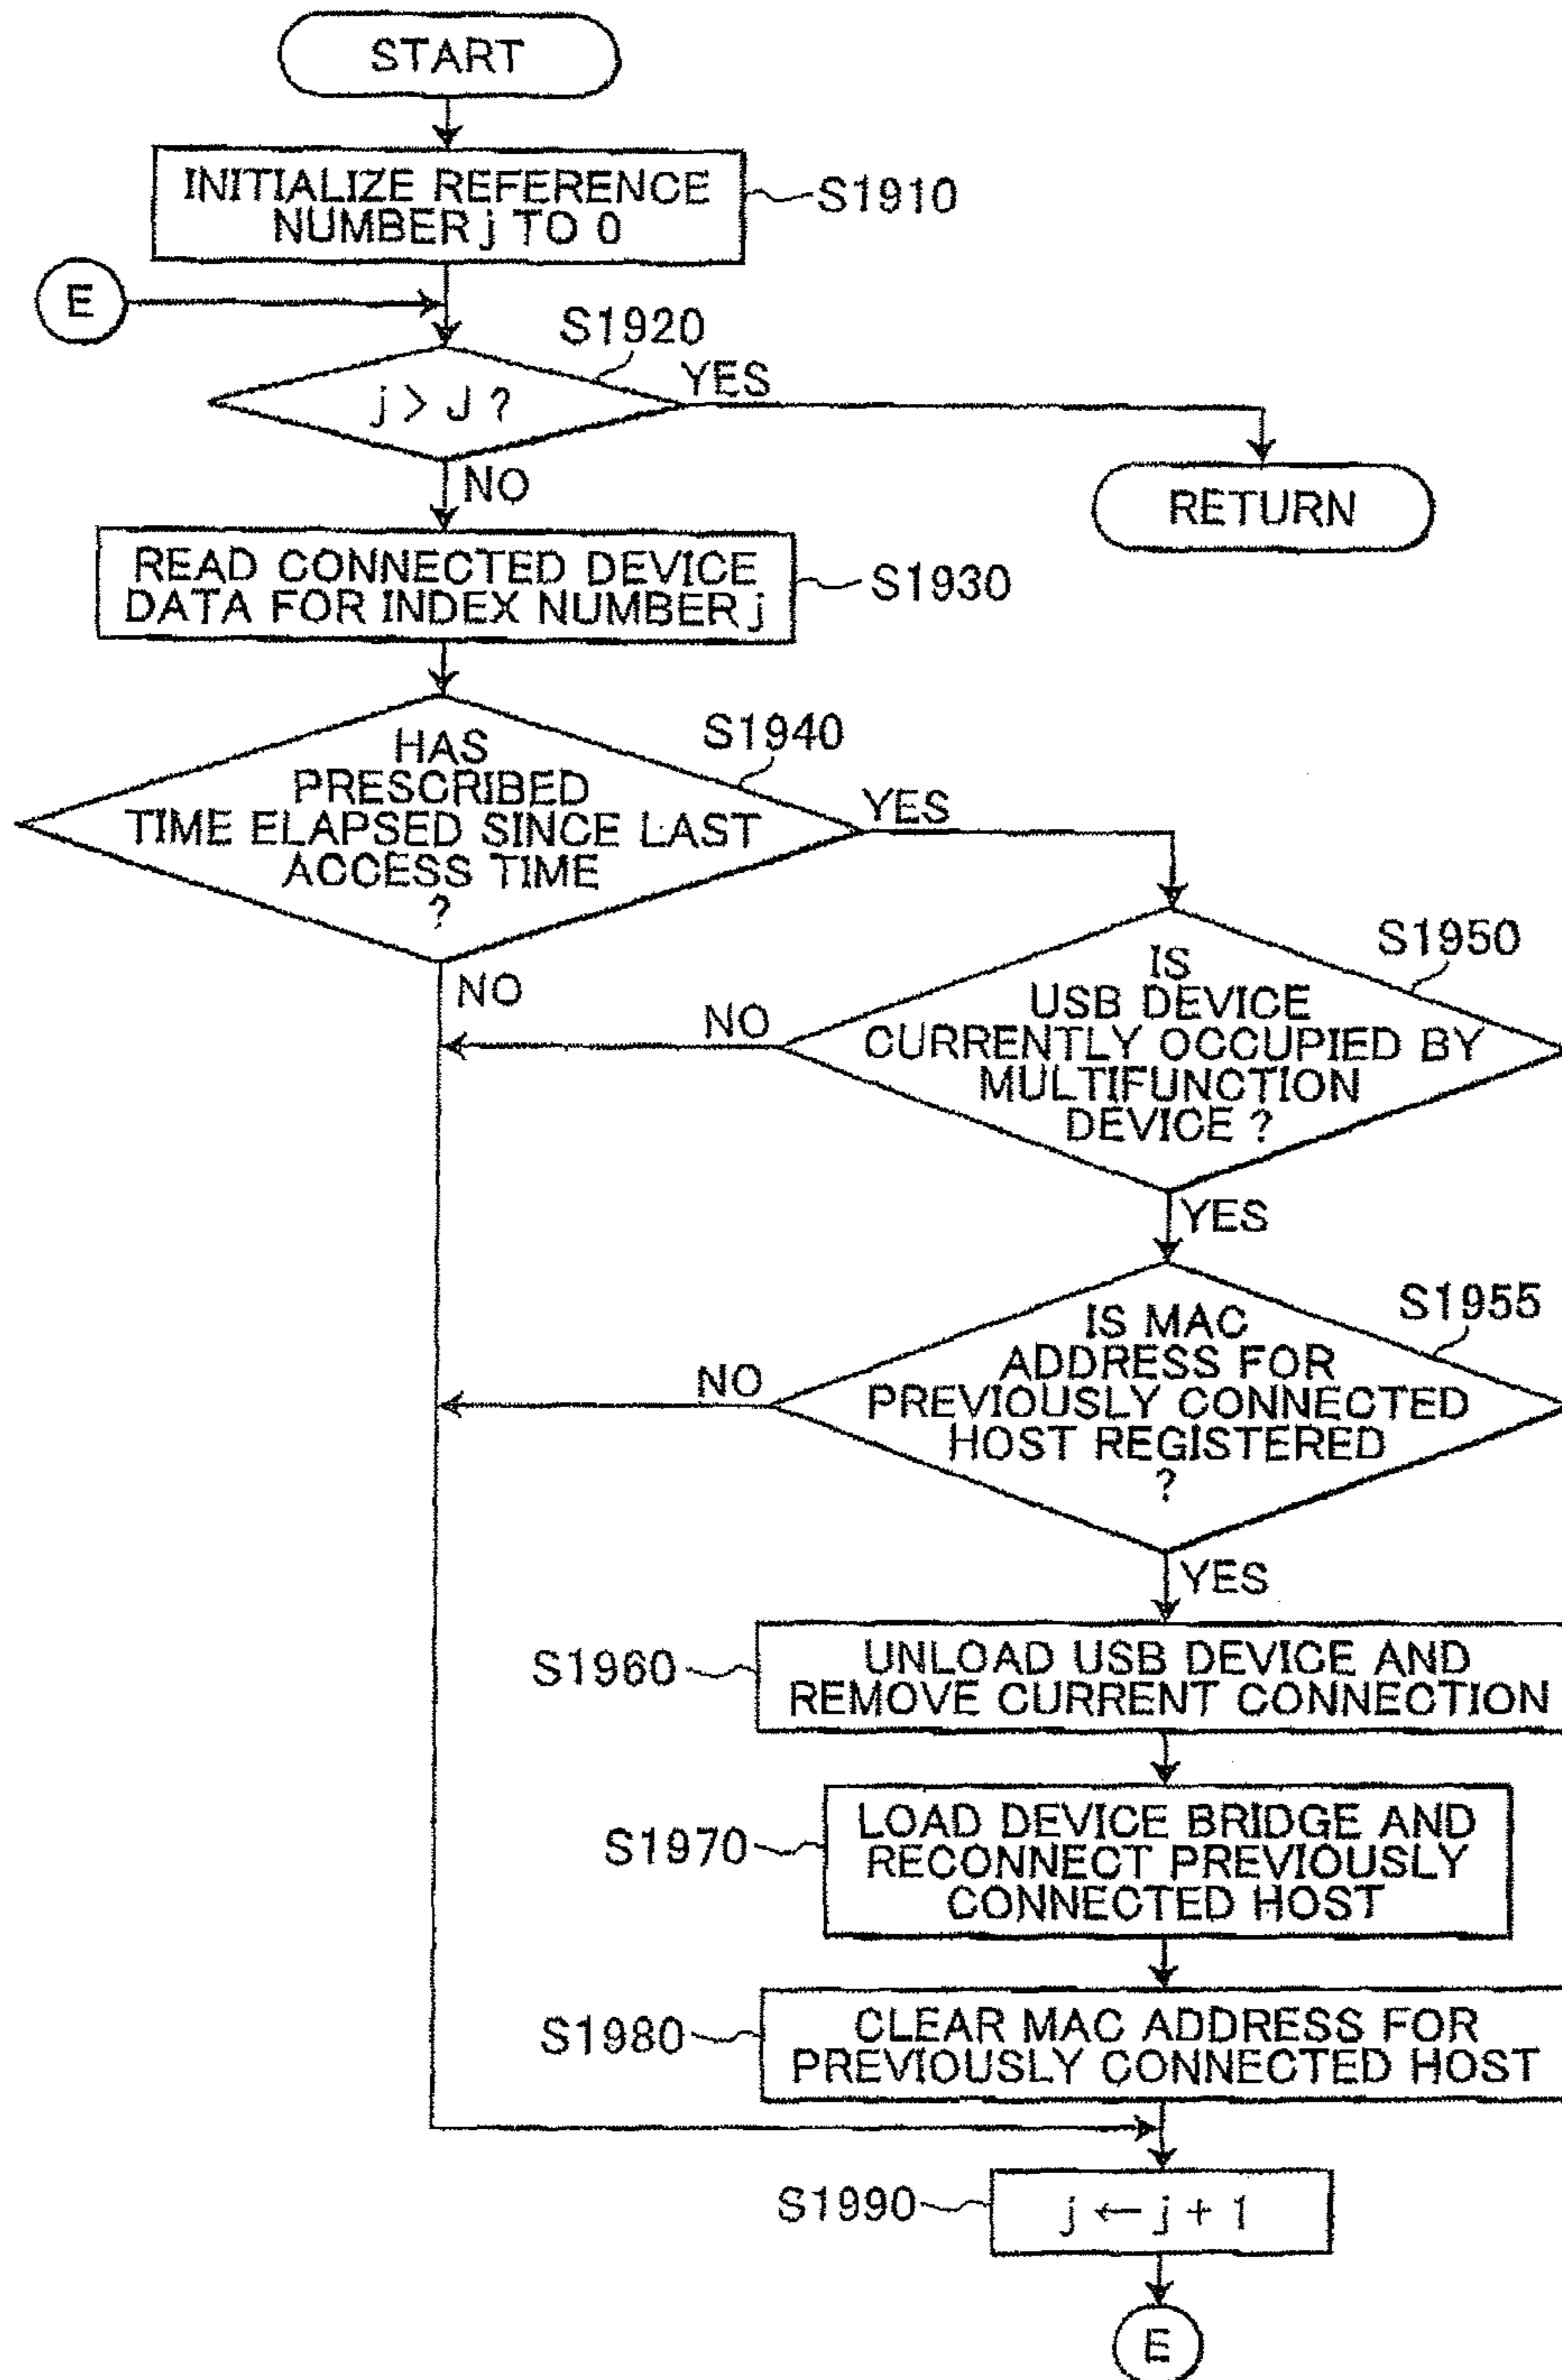 START
INITIALIZE REFERENCE
NUMBER j TO 0
S1910
E
S1920
j > J ?
YES
NO
RETURN
READ CONNECTED DEVICE
DATA FOR INDEX NUMBER j
S1930
HAS
PRESCRIBED
TIME ELAPSED SINCE LAST
ACCESS TIME
?
S1940
YES
NO
IS
USB DEVICE
CURRENTLY OCCUPIED BY
MULTIFUNCTION
DEVICE ?
S1950
NO
YES
IS MAC
ADDRESS FOR
PREVIOUSLY CONNECTED
HOST REGISTERED
?
S1955
NO
YES
S1960
UNLOAD USB DEVICE AND
REMOVE CURRENT CONNECTION
S1970
LOAD DEVICE BRIDGE AND
RECONNECT PREVIOUSLY
CONNECTED HOST
S1980
CLEAR MAC ADDRESS FOR
PREVIOUSLY CONNECTED HOST
S1990
j ← j + 1
E